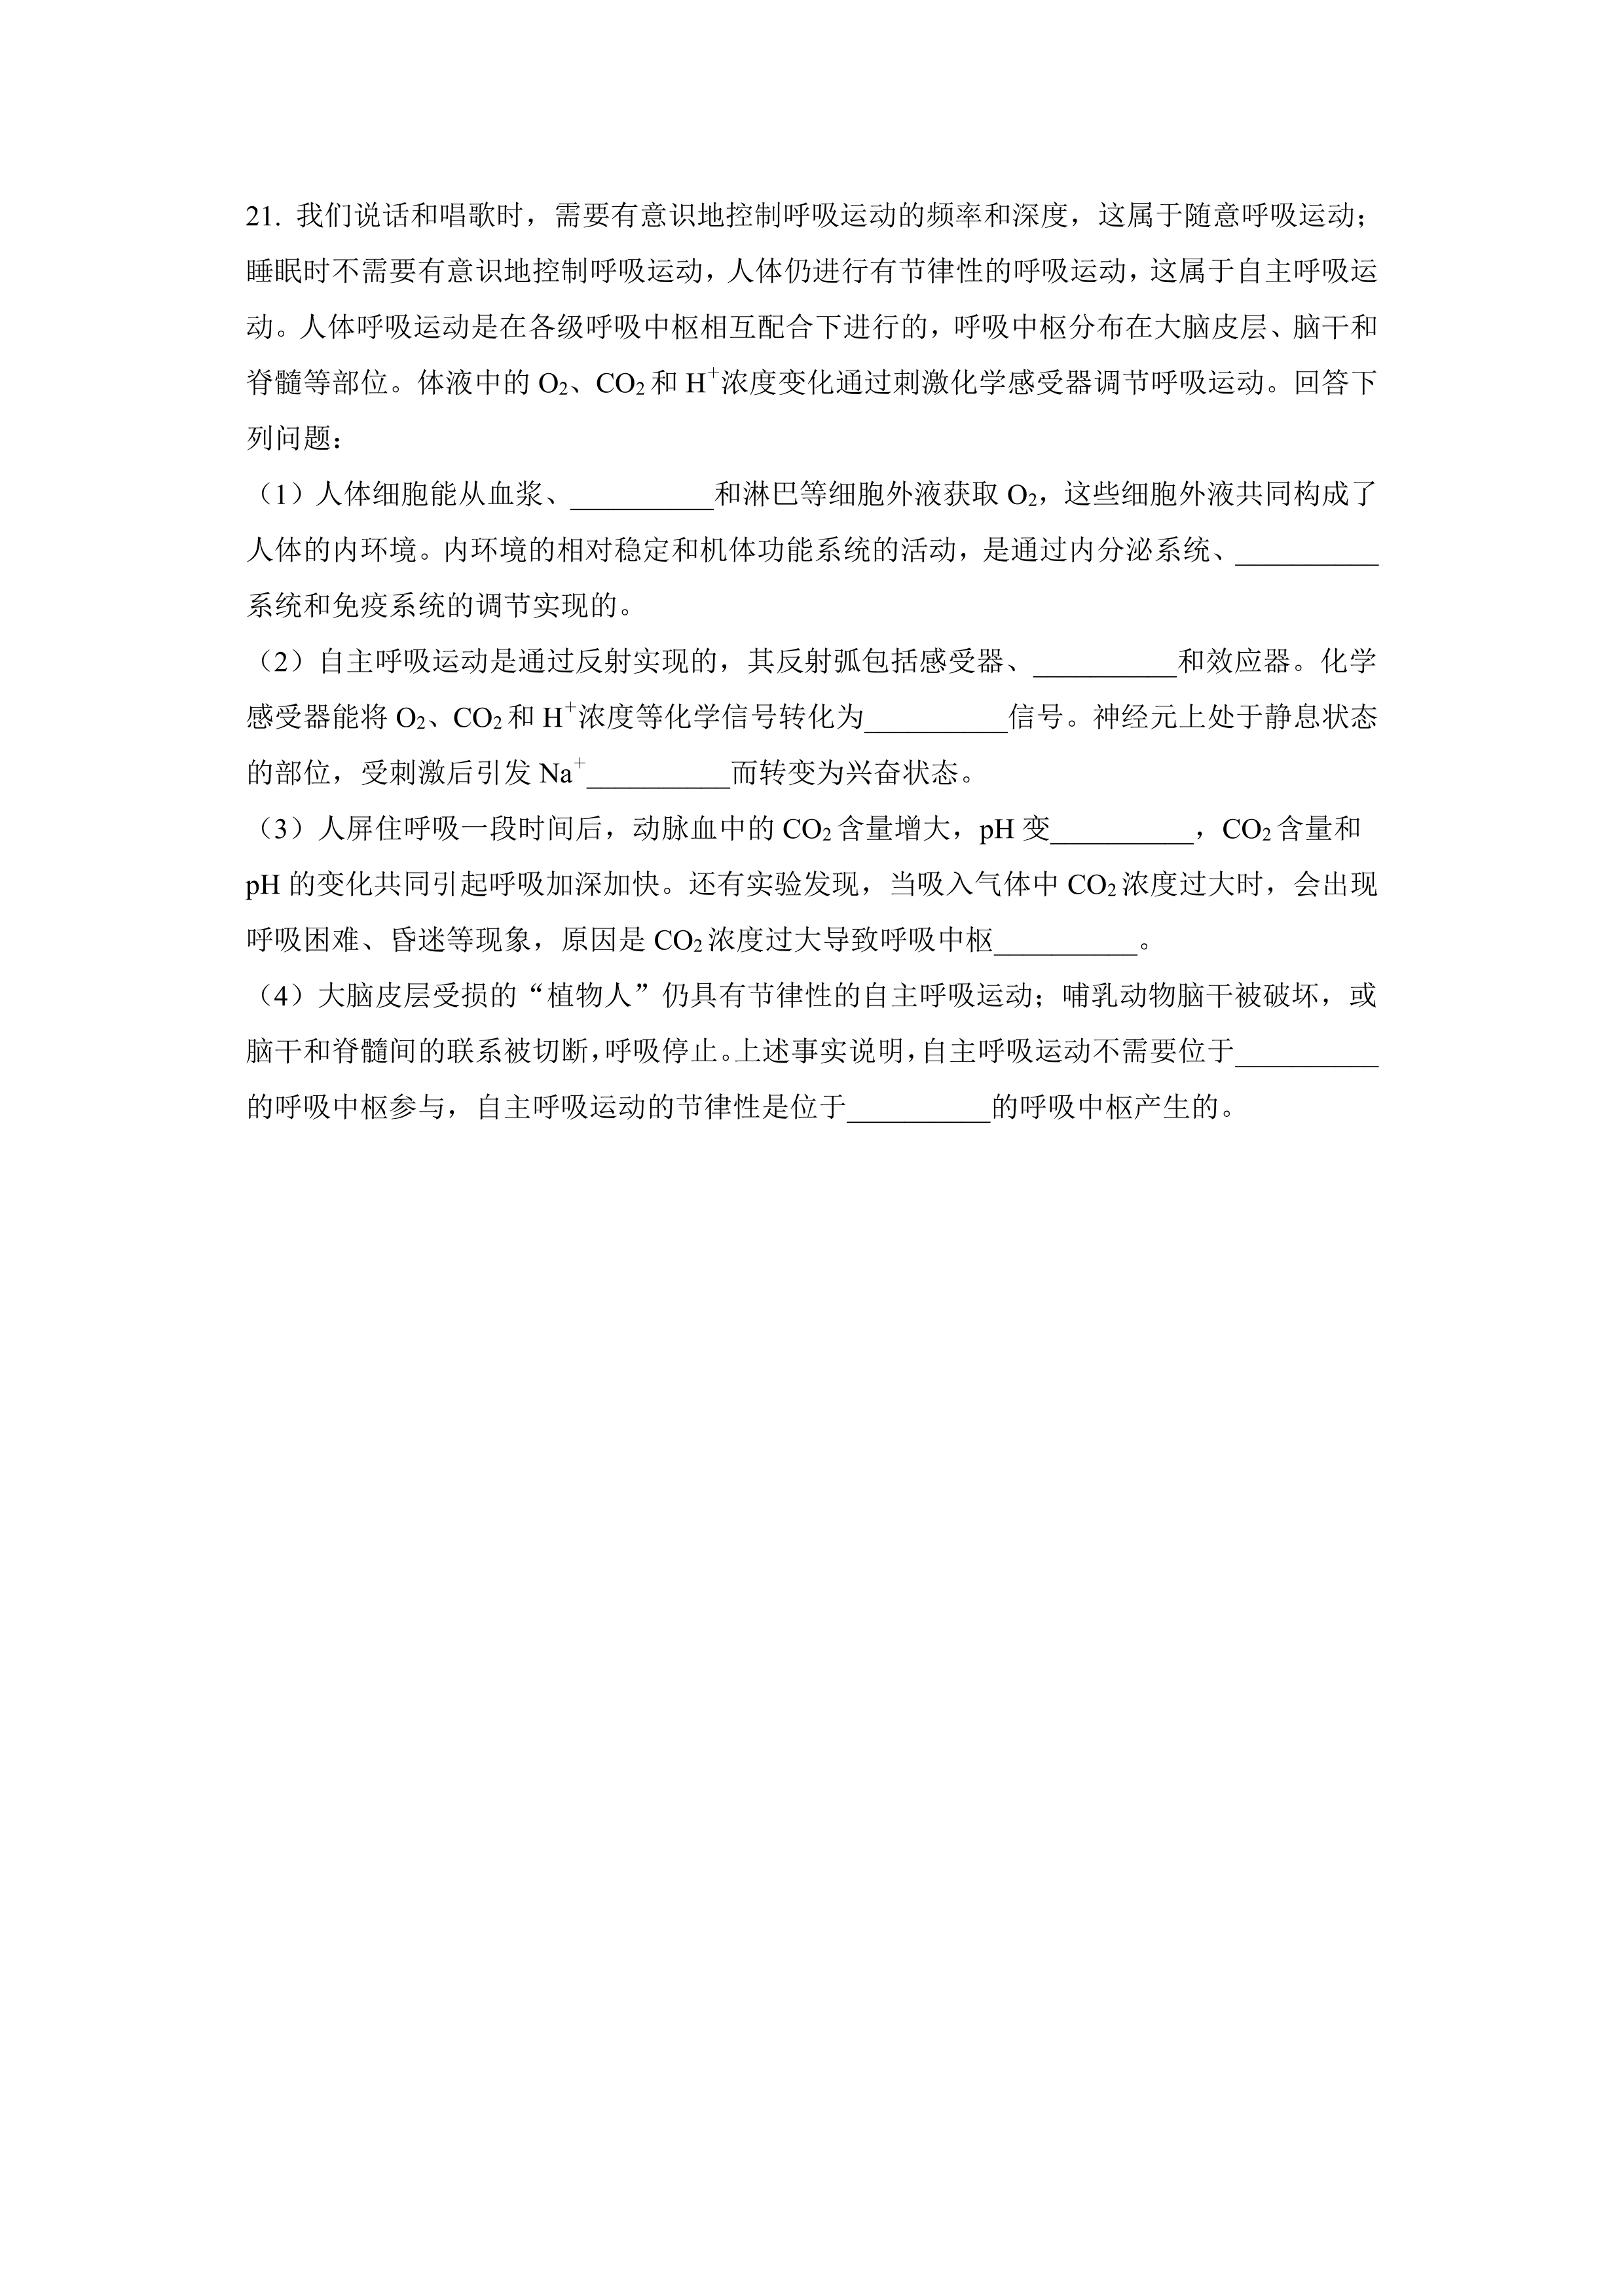 21. 我们说话和唱歌时，需要有意识地控制呼吸运动的频率和深度，这属于随意呼吸运动；
睡眠时不需要有意识地控制呼吸运动，人体仍进行有节律性的呼吸运动，这属于自主呼吸运
动。人体呼吸运动是在各级呼吸中枢相互配合下进行的，呼吸中枢分布在大脑皮层、脑干和
脊髓等部位。体液中的 O₂、CO₂ 和 H⁺浓度变化通过刺激化学感受器调节呼吸运动。回答下
列问题：
（1）人体细胞能从血浆、__________和淋巴等细胞外液获取 O₂，这些细胞外液共同构成了
人体的内环境。内环境的相对稳定和机体功能系统的活动，是通过内分泌系统、__________
系统和免疫系统的调节实现的。
（2）自主呼吸运动是通过反射实现的，其反射弧包括感受器、__________和效应器。化学
感受器能将 O₂、CO₂ 和 H⁺浓度等化学信号转化为__________信号。神经元上处于静息状态
的部位，受刺激后引发 Na⁺__________而转变为兴奋状态。
（3）人屏住呼吸一段时间后，动脉血中的 CO₂ 含量增大，pH 变__________，CO₂ 含量和
pH 的变化共同引起呼吸加深加快。还有实验发现，当吸入气体中 CO₂ 浓度过大时，会出现
呼吸困难、昏迷等现象，原因是 CO₂ 浓度过大导致呼吸中枢__________。
（4）大脑皮层受损的“植物人”仍具有节律性的自主呼吸运动；哺乳动物脑干被破坏，或
脑干和脊髓间的联系被切断，呼吸停止。上述事实说明，自主呼吸运动不需要位于__________
的呼吸中枢参与，自主呼吸运动的节律性是位于__________的呼吸中枢产生的。